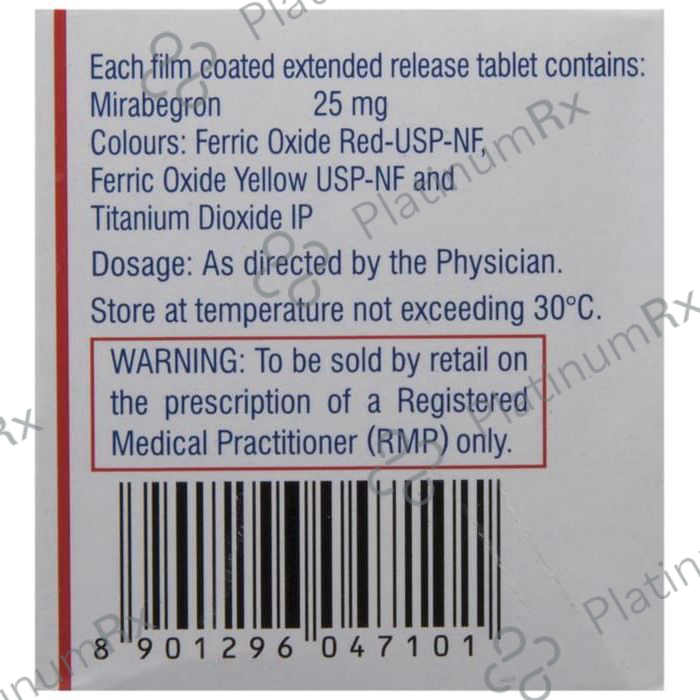 Each film coated extended release tablet contains:
Mirabegron 25 mg
Colours: Ferric Oxide Red-USP-NF,
Ferric Oxide Yellow USP-NF and
Titanium Dioxide IP
Dosage: As directed by the Physician.
Store at temperature not exceeding 30°C.
WARNING: To be sold by retail on
the prescription of a Registered
Medical Practitioner (RMP) only.
8 901296 047101
PlatinumRx
PlatinumRx
PlatinumRx
Rx
numRx
Platin